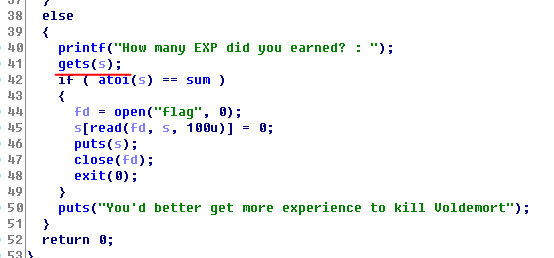 37 }
38 else
39 {
40 printf("How many EXP did you earned? : ");
41 gets(s);
42 if ( atoi(s) == sum )
43 {
44 fd = open("flag", 0);
45 s[read(fd, s, 100u)] = 0;
46 puts(s);
47 close(fd);
48 exit(0);
49 }
50 puts("You'd better get more experience to kill Voldemort");
51 }
52 return 0;
53 }